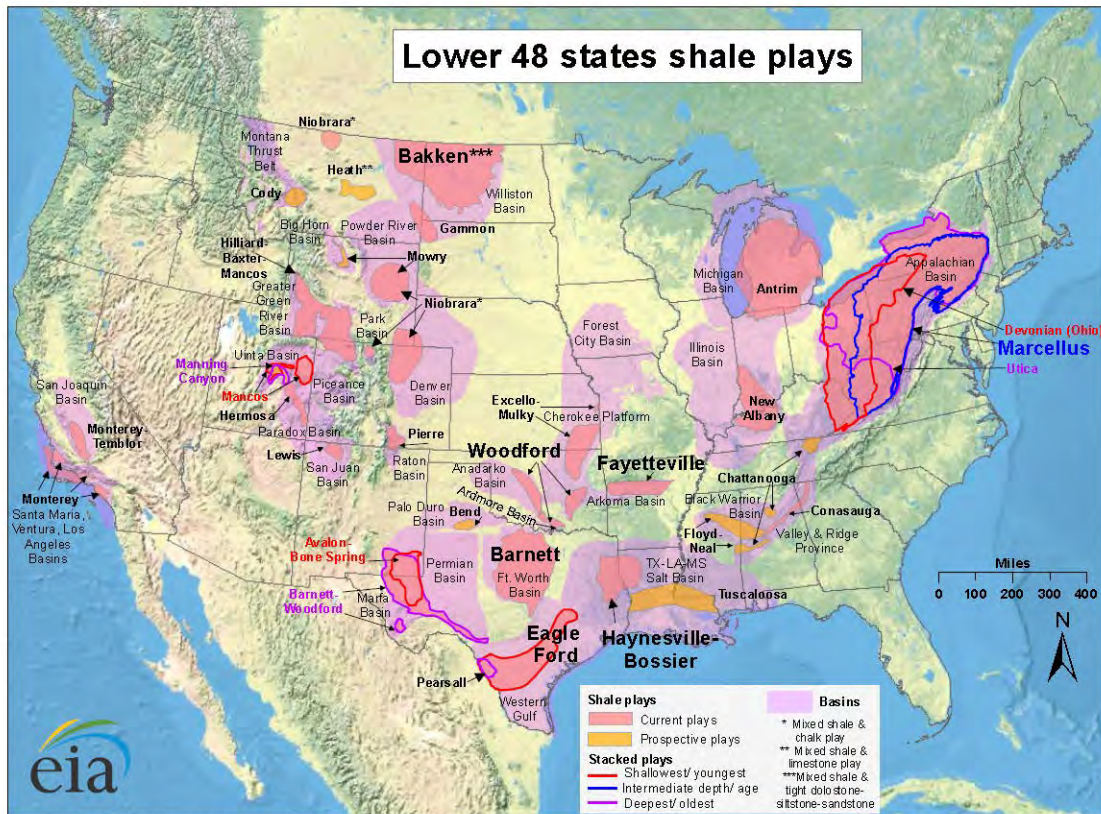 Lower 48 states shale plays
Niobrara*
Montana
Thrust
Belt
Bakken***
Heath**
Cody
Williston
Basin
Big Horn
Basin
Powder River
Basin
Gammon
Hilliard-
Baxter-
Mancos
Mowry
Greater
Green
River
Basin
Niobrara*
Park
Basin
Michigan
Basin
Antrim
Appalachian
Basin
Devonian (Ohio)
Marcellus
Utica
Forest
City Basin
Illinois
Basin
Uinta Basin
Manning
Canyon
Mancos
Piceance
Basin
Denver
Basin
San Joaquin
Basin
Hermosa
Excello-
Mulky
Cherokee Platform
New
Albany
Monterey-
Temblor
Paradox Basin
Pierre
Lewis
San Juan
Basin
Raton
Basin
Woodford
Anadarko
Basin
Fayetteville
Arkoma Basin
Chattanooga
Monterey
Santa Maria,
Ventura, Los
Angeles
Basins
Palo Duro
Basin
Bend
Ardmore Basin
Black Warrior
Basin
Conasauga
Floyd-
Neal
Valley & Ridge
Province
Avalon-
Bone Spring
Permian
Basin
Barnett
Ft. Worth
Basin
TX-LA-MS
Salt Basin
Tuscaloosa
Barnett-
Woodford
Marfa
Basin
Eagle
Ford
Haynesville-
Bossier
Pearsall
Western
Gulf
Miles
0 100 200 300 400
N
Shale plays
Current plays
Prospective plays
Stacked plays
Shallowest/ youngest
Intermediate depth/ age
Deepest/ oldest
Basins
* Mixed shale &
chalk play
** Mixed shale &
limestone play
***Mixed shale &
tight dolostone-
siltstone-sandstone
eia